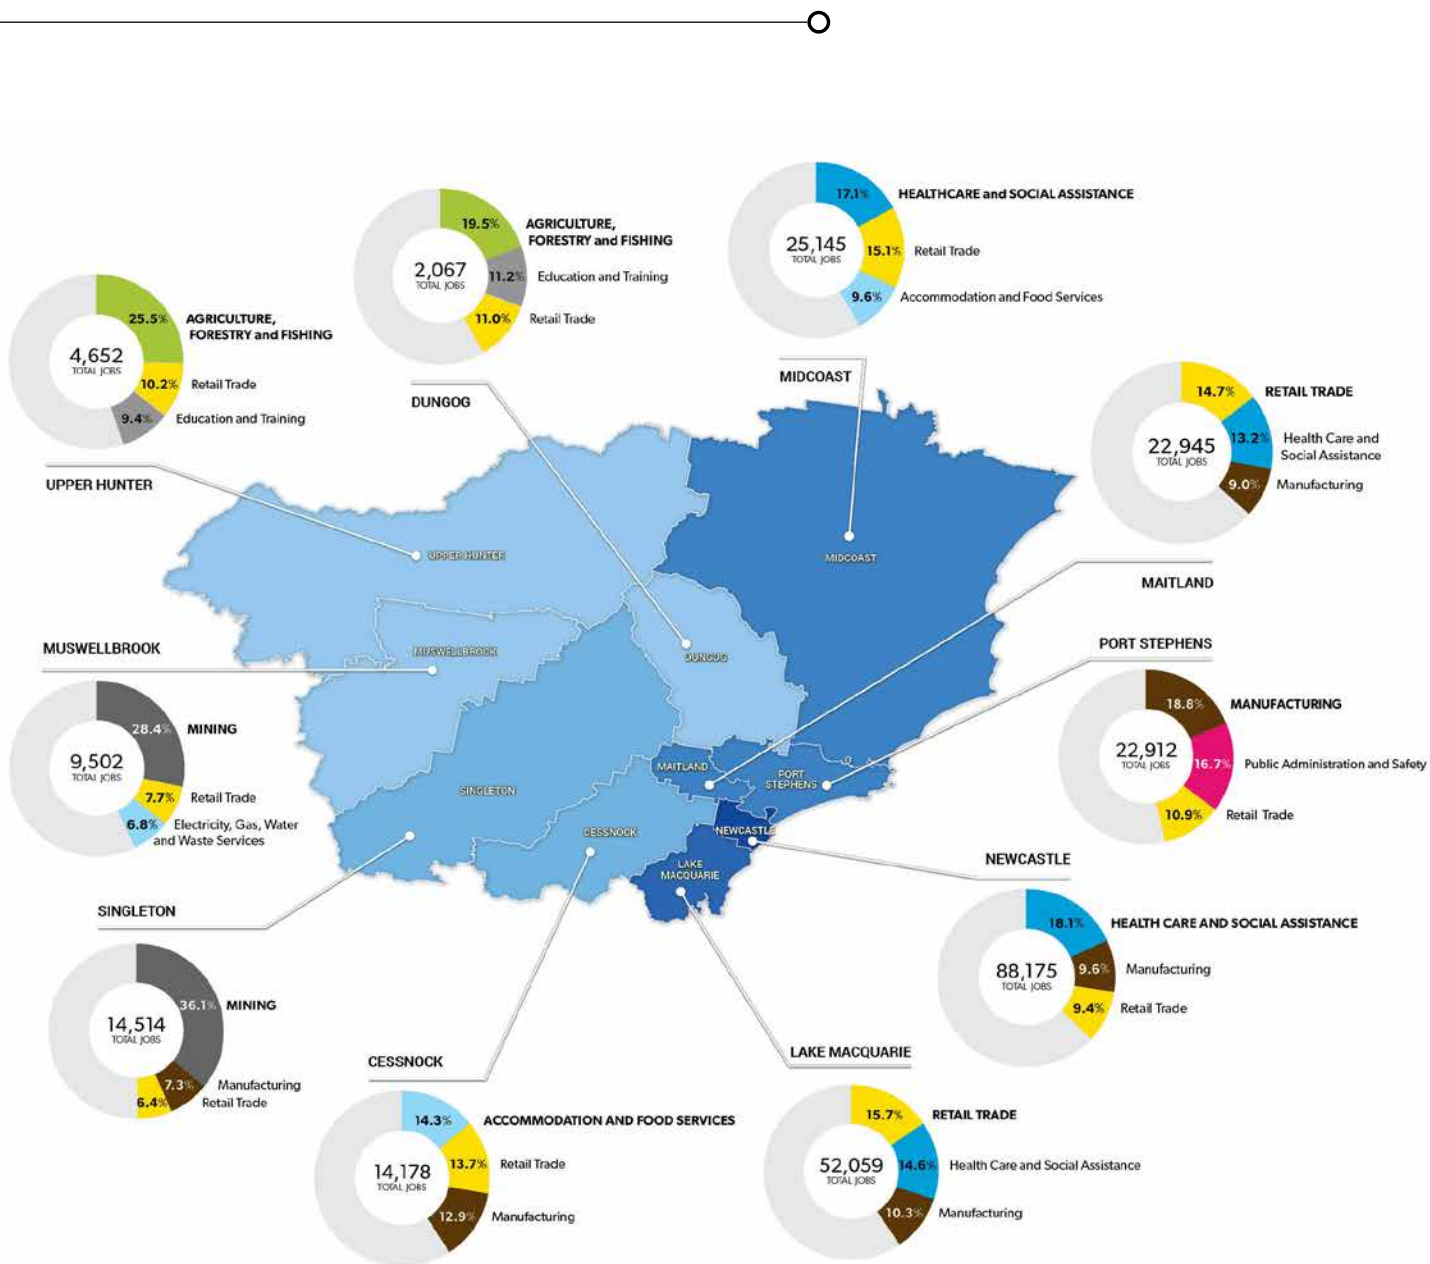 17.1%
HEALTHCARE and SOCIAL ASSISTANCE
25,145
TOTAL JOBS
15.1%
Retail Trade
9.6%
Accommodation and Food Services
MIDCOAST
19.5%
AGRICULTURE,
FORESTRY and FISHING
2,067
TOTAL JOBS
11.2%
Education and Training
11.0%
Retail Trade
DUNGOG
25.5%
AGRICULTURE,
FORESTRY and FISHING
4,652
TOTAL JOBS
10.2%
Retail Trade
9.4%
Education and Training
UPPER HUNTER
14.7%
RETAIL TRADE
22,945
TOTAL JOBS
13.2%
Health Care and
Social Assistance
9.0%
Manufacturing
MAITLAND
UPPER HUNTER
MIDCOAST
MUSWELLBROOK
DUNGOG
SINGLETON
MAITLAND
PORT
STEPHENS
CESSNOCK
NEWCASTLE
LAKE
MACQUARIE
MUSWELLBROOK
28.4%
MINING
9,502
TOTAL JOBS
7.7%
Retail Trade
6.8%
Electricity, Gas, Water
and Waste Services
PORT STEPHENS
18.8%
MANUFACTURING
22,912
TOTAL JOBS
16.7%
Public Administration and Safety
10.9%
Retail Trade
SINGLETON
36.1%
MINING
14,514
TOTAL JOBS
7.3%
Manufacturing
6.4%
Retail Trade
NEWCASTLE
18.1%
HEALTH CARE AND SOCIAL ASSISTANCE
88,175
TOTAL JOBS
9.6%
Manufacturing
9.4%
Retail Trade
CESSNOCK
14.3%
ACCOMMODATION AND FOOD SERVICES
14,178
TOTAL JOBS
13.7%
Retail Trade
12.9%
Manufacturing
LAKE MACQUARIE
15.7%
RETAIL TRADE
52,059
TOTAL JOBS
14.6%
Health Care and Social Assistance
10.3%
Manufacturing